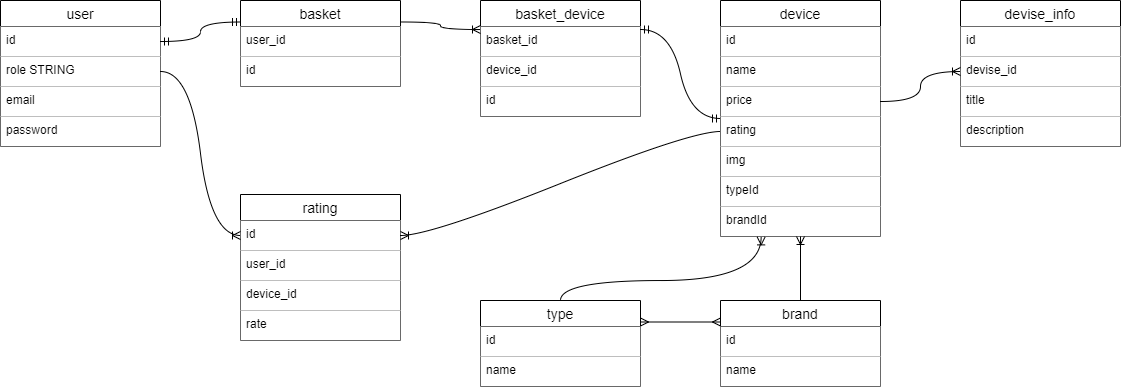 user
id
role STRING
email
password
basket
user_id
id
basket_device
basket_id
device_id
id
device
id
name
price
rating
img
typeId
brandId
devise_info
id
devise_id
title
description
rating
id
user_id
device_id
rate
type
id
name
brand
id
name